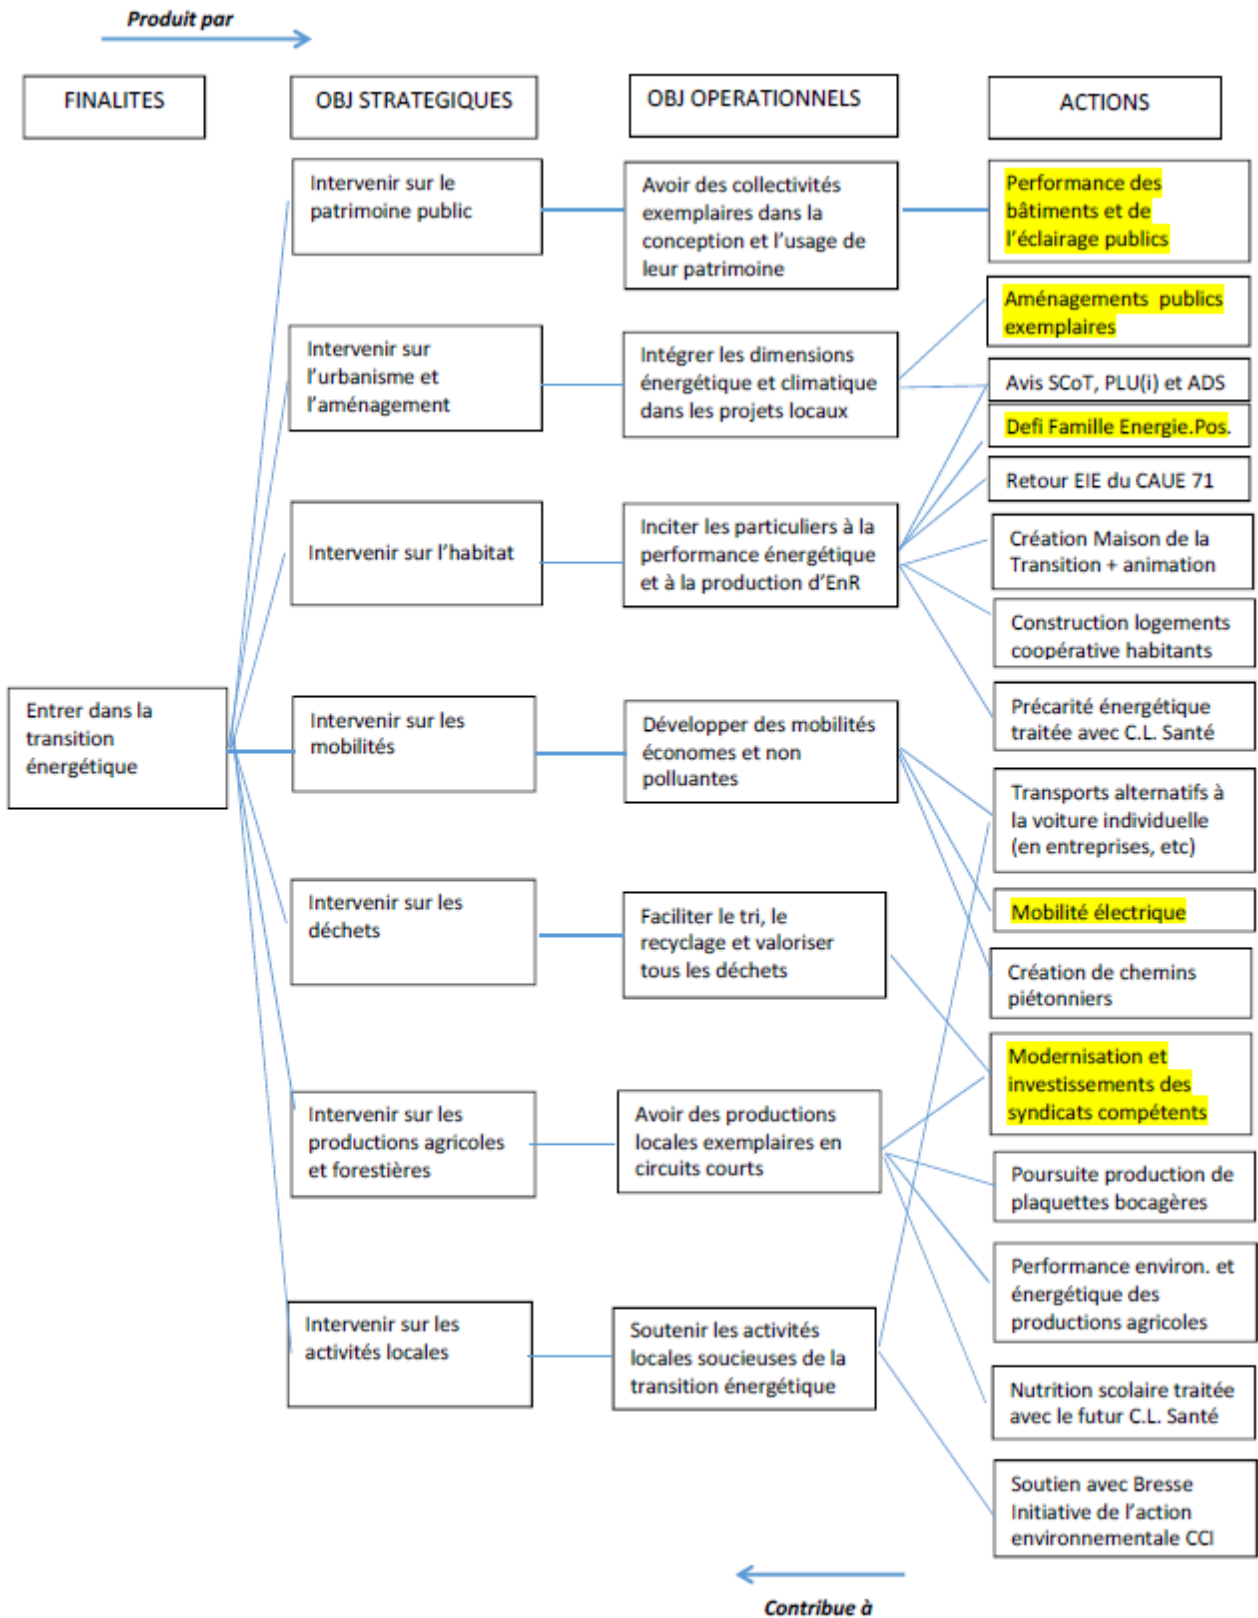 Produit par
FINALITES
OBJ STRATEGIQUES
OBJ OPERATIONNELS
ACTIONS
Intervenir sur le
patrimoine public
Avoir des collectivités
exemplaires dans la
conception et l'usage de
leur patrimoine
Performance des
bâtiments et de
l'éclairage publics
Aménagements publics
exemplaires
Intervenir sur
l'urbanisme et
l'aménagement
Intégrer les dimensions
énergétique et climatique
dans les projets locaux
Avis SCoT, PLU(i) et ADS
Defi Famille Energie.Pos.
Retour EIE du CAUE 71
Intervenir sur l'habitat
Inciter les particuliers à la
performance énergétique
et à la production d'EnR
Création Maison de la
Transition + animation
Construction logements
coopérative habitants
Précarité énergétique
traitée avec C.L. Santé
Entrer dans la
transition
énergétique
Intervenir sur les
mobilités
Développer des mobilités
économes et non
polluantes
Transports alternatifs à
la voiture individuelle
(en entreprises, etc)
Mobilité électrique
Intervenir sur les
déchets
Faciliter le tri, le
recyclage et valoriser
tous les déchets
Création de chemins
piétonniers
Modernisation et
investissements des
syndicats compétents
Intervenir sur les
productions agricoles
et forestières
Avoir des productions
locales exemplaires en
circuits courts
Poursuite production de
plaquettes bocagères
Performance environ. et
énergétique des
productions agricoles
Intervenir sur les
activités locales
Soutenir les activités
locales soucieuses de la
transition énergétique
Nutrition scolaire traitée
avec le futur C.L. Santé
Soutien avec Bresse
Initiative de l'action
environnementale CCI
Contribue à